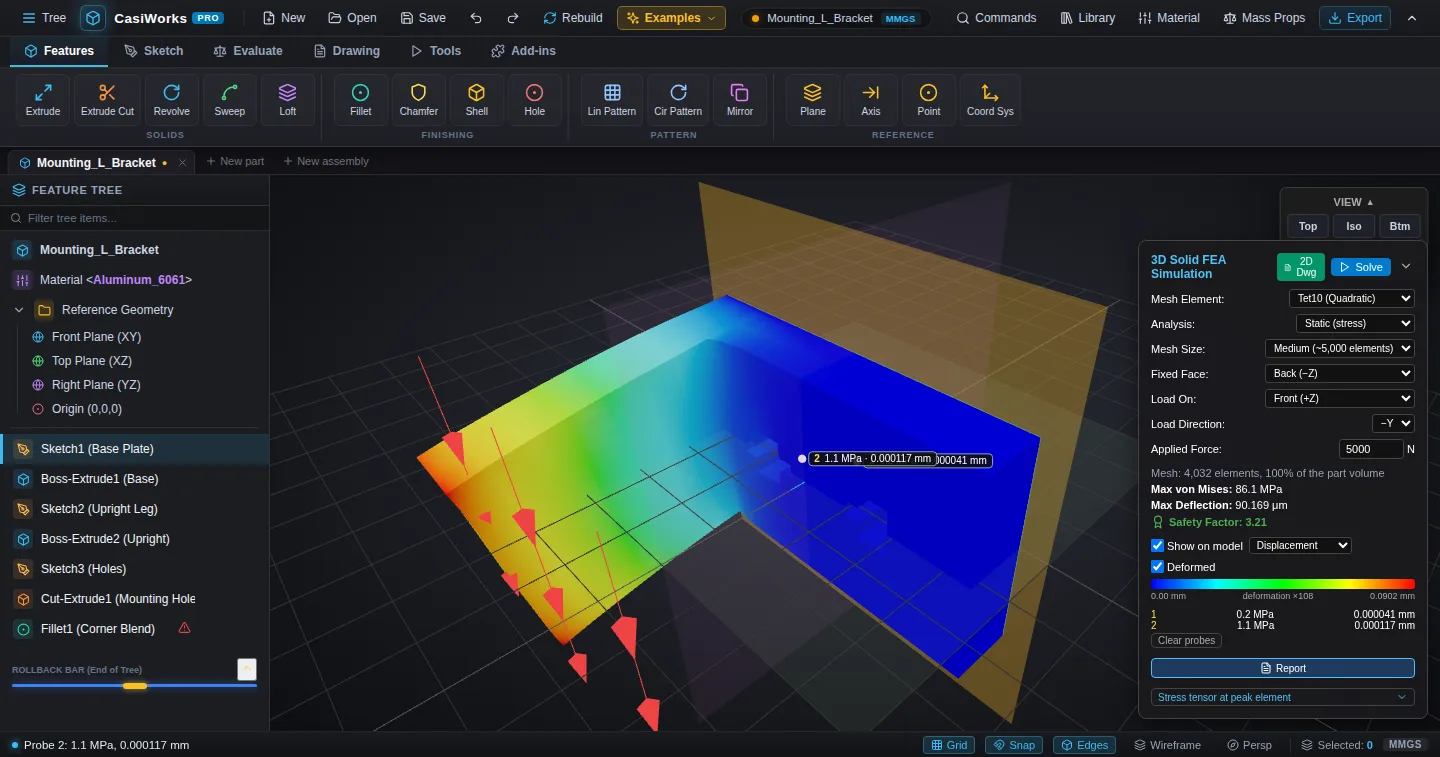 Tree
CasiWorks PRO
New
Open
Save
Rebuild
Examples
Mounting_L_Bracket MMGS
Commands
Library
Material
Mass Props
Export
Features
Sketch
Evaluate
Drawing
Tools
Add-ins
Extrude
Extrude Cut
Revolve
Sweep
Loft
Fillet
Chamfer
Shell
Hole
Lin Pattern
Cir Pattern
Mirror
Plane
Axis
Point
Coord Sys
SOLIDS
FINISHING
PATTERN
REFERENCE
Mounting_L_Bracket
New part
New assembly
FEATURE TREE
Filter tree items...
Mounting_L_Bracket
Material <Aluminum_6061>
Reference Geometry
Front Plane (XY)
Top Plane (XZ)
Right Plane (YZ)
Origin (0,0,0)
Sketch1 (Base Plate)
Boss-Extrude1 (Base)
Sketch2 (Upright Leg)
Boss-Extrude2 (Upright)
Sketch3 (Holes)
Cut-Extrude1 (Mounting Hole
Fillet1 (Corner Blend)
ROLLBACK BAR (End of Tree)
2 1.1 MPa · 0.000117 mm
000041 mm
VIEW ▲
Top
Iso
Btm
3D Solid FEA
Simulation
2D
Dwg
Solve
Mesh Element: Tet10 (Quadratic)
Analysis: Static (stress)
Mesh Size: Medium (~5,000 elements)
Fixed Face: Back (−Z)
Load On: Front (+Z)
Load Direction: −Y
Applied Force: 5000 N
Mesh: 4,032 elements, 100% of the part volume
Max von Mises: 86.1 MPa
Max Deflection: 90.169 μm
Safety Factor: 3.21
Show on model Displacement
Deformed
0.00 mm deformation ×108 0.0902 mm
1 0.2 MPa 0.000041 mm
2 1.1 MPa 0.000117 mm
Clear probes
Report
Stress tensor at peak element
Probe 2: 1.1 MPa, 0.000117 mm
Grid
Snap
Edges
Wireframe
Persp
Selected: 0
MMGS